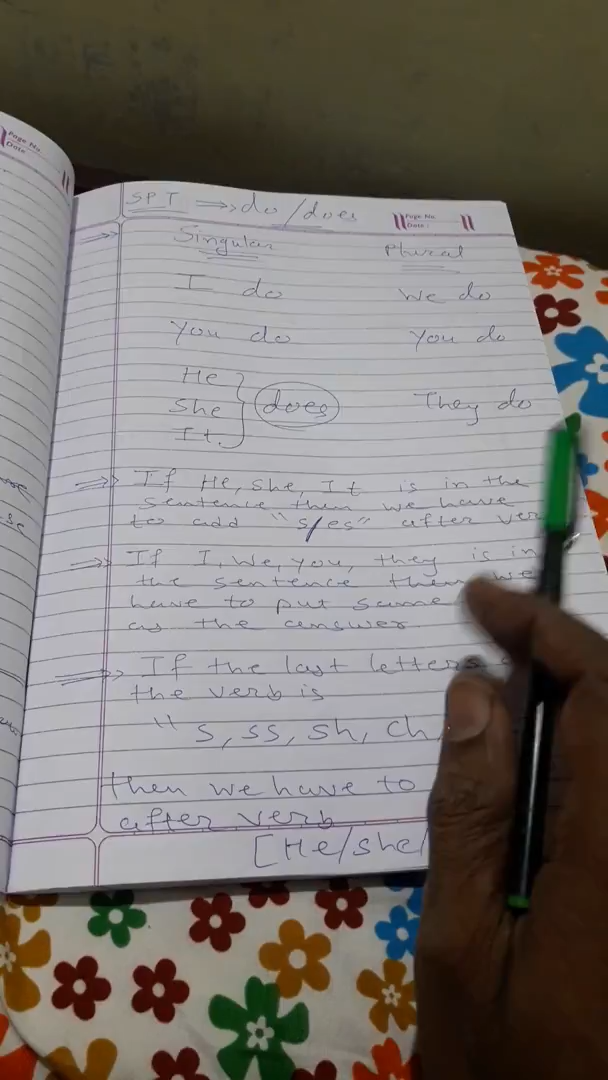 Page No.
Date
SPT ⇒ do/does
Page No.
Date :
⇒ Singular Plural
I do We do
You do You do
He
She } does They do
It
⇒ If He, she, It is in the
sentence then we have
to add "s/es" after ver
⇒ If I, We, you, they is in
the sentence then we
have to put same
as the answer
⇒ If the last letters
the verb is
" s, ss, sh, ch,
then we have to
after verb
[He/she/